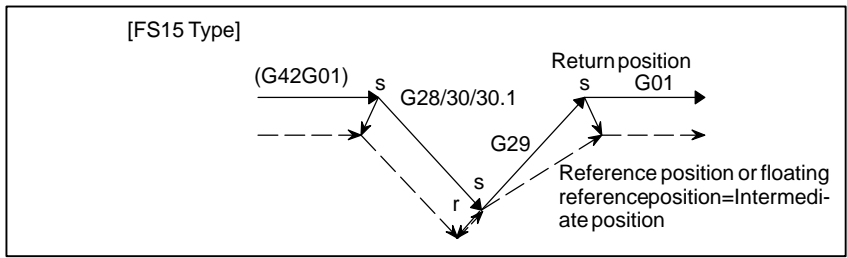 [FS15 Type]
(G42G01)
s
G28/30/30.1
Return position
s
G01
G29
s
r
Reference position or floating
referenceposition=Intermedi-
ate position